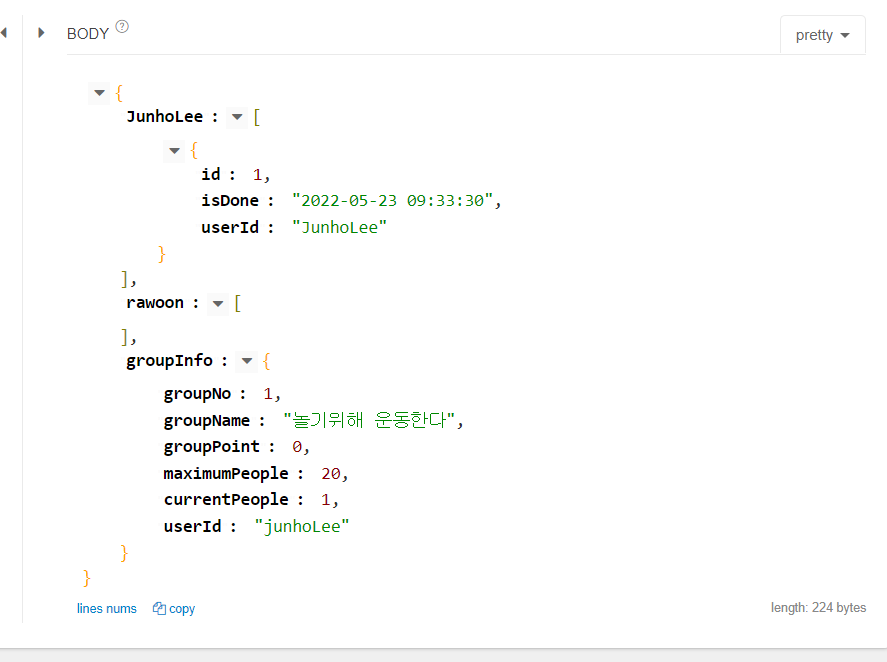 BODY ?
pretty
{
JunhoLee : [
{
id : 1,
isDone : "2022-05-23 09:33:30",
userId : "JunhoLee"
}
],
rawoon : [
],
groupInfo : {
groupNo : 1,
groupName : "놀기위해 운동한다",
groupPoint : 0,
maximumPeople : 20,
currentPeople : 1,
userId : "junhoLee"
}
}
lines nums copy
length: 224 bytes